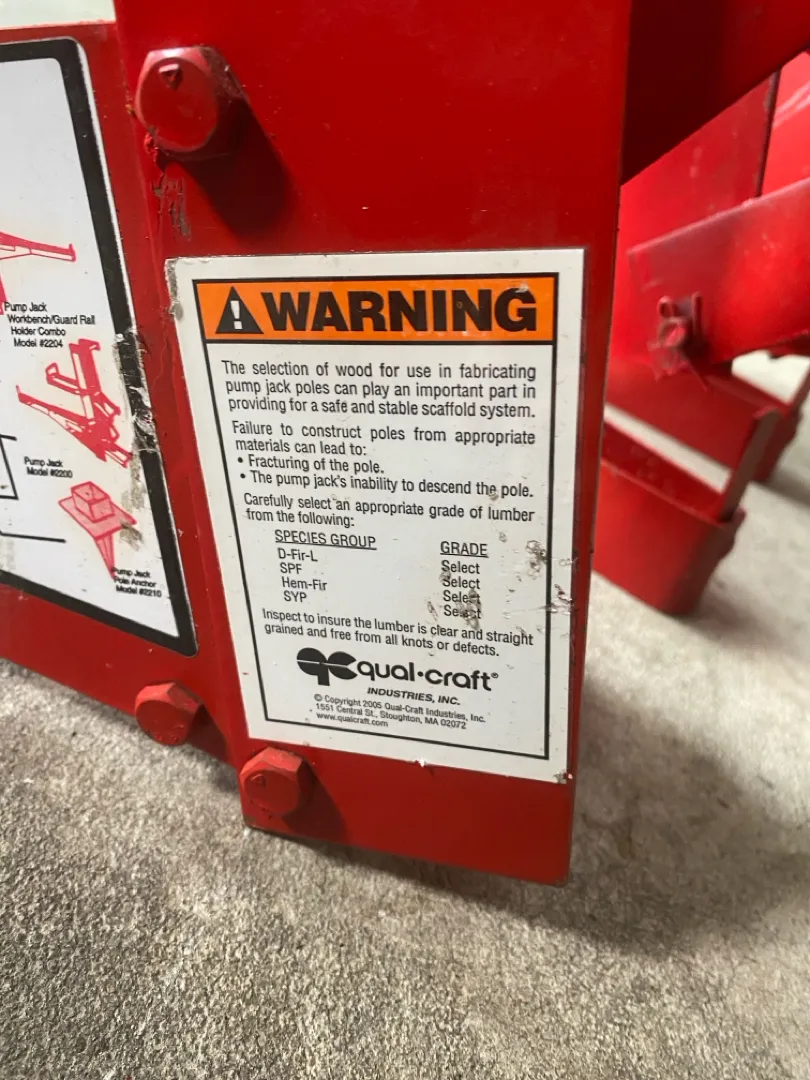 Pump Jack
Workbench/Guard Rail
Holder Combo
Model #2204
Pump Jack
Model #2200
Pump Jack
Pole Anchor
Model #2210
WARNING
The selection of wood for use in fabricating
pump jack poles can play an important part in
providing for a safe and stable scaffold system.
Failure to construct poles from appropriate
materials can lead to:
• Fracturing of the pole.
• The pump jack's inability to descend the pole.
Carefully select an appropriate grade of lumber
from the following:
SPECIES GROUP GRADE
D-Fir-L Select
SPF Select
Hem-Fir Select
SYP Select
Inspect to insure the lumber is clear and straight
grained and free from all knots or defects.
qual•craft®
INDUSTRIES, INC.
© Copyright 2005 Qual-Craft Industries, Inc.
1551 Central St., Stoughton, MA 02072
www.qualcraft.com